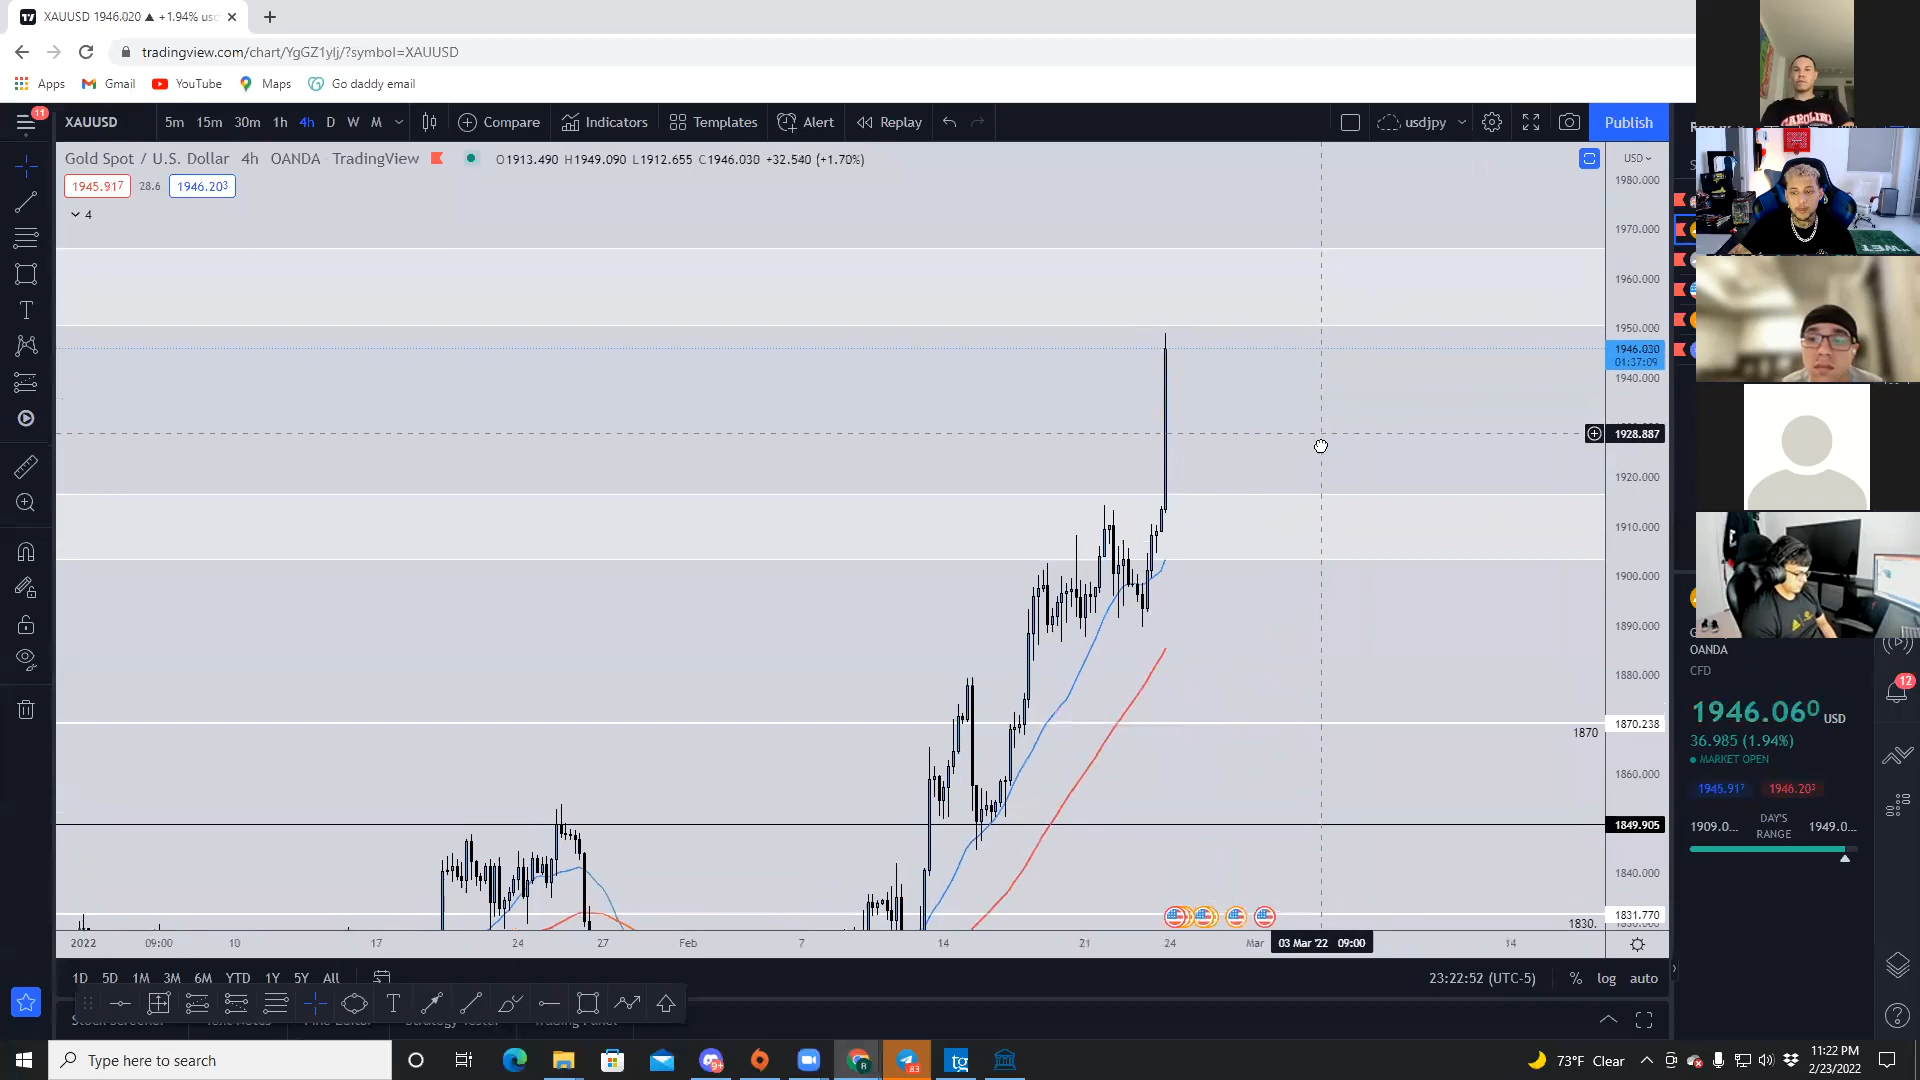 XAUUSD 1946.020 ▲ +1.94% usd
tradingview.com/chart/YgGZ1ylj/?symbol=XAUUSD
Apps Gmail YouTube Maps Go daddy email
11
XAUUSD 5m 15m 30m 1h 4h D W M Compare Indicators Templates Alert Replay usdjpy Publish
Gold Spot / U.S. Dollar 4h OANDA TradingView O1913.490 H1949.090 L1912.655 C1946.030 +32.540 (+1.70%)
1945.917 28.6 1946.203
4
USD
1980.000
1970.000
1960.000
1950.000
1946.030
01:37:09
1940.000
1928.887
1920.000
1910.000
1900.000
1890.000
1880.000
1870.238
1870
1860.000
1849.905
1840.000
1831.770
1830.
CAROLINA
OANDA
CFD
12
1946.060 USD
36.985 (1.94%)
MARKET OPEN
1945.917 1946.203
1909.0... DAY'S RANGE 1949.0...
2022 09:00 10 17 24 27 Feb 7 14 21 24 Mar 03 Mar '22 09:00 14
1D 5D 1M 3M 6M YTD 1Y 5Y All 23:22:52 (UTC-5) % log auto
Type here to search
9+
83
tg
73°F Clear
11:22 PM
2/23/2022